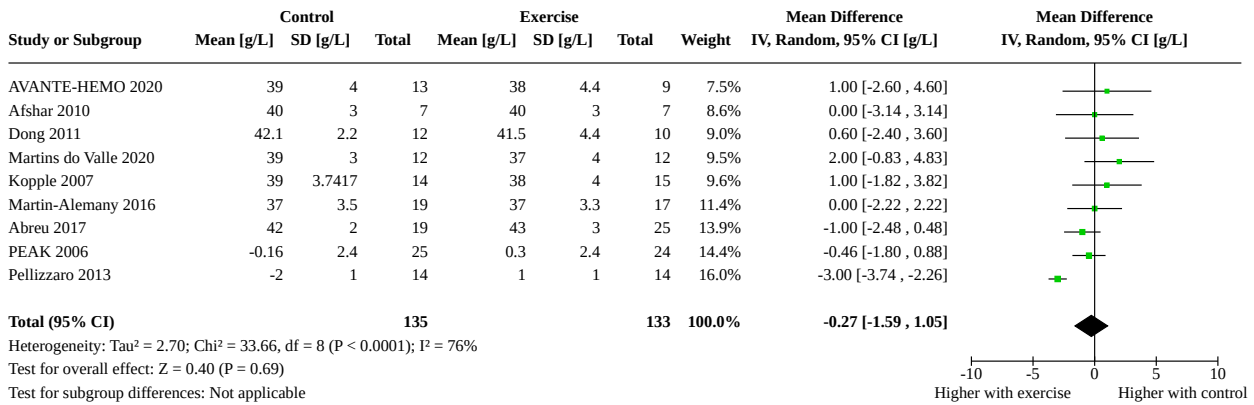 Control Exercise Mean Difference Mean Difference
Study or Subgroup Mean [g/L] SD [g/L] Total Mean [g/L] SD [g/L] Total Weight IV, Random, 95% CI [g/L] IV, Random, 95% CI [g/L]
AVANTE-HEMO 2020 39 4 13 38 4.4 9 7.5% 1.00 [-2.60 , 4.60]
Afshar 2010 40 3 7 40 3 7 8.6% 0.00 [-3.14 , 3.14]
Dong 2011 42.1 2.2 12 41.5 4.4 10 9.0% 0.60 [-2.40 , 3.60]
Martins do Valle 2020 39 3 12 37 4 12 9.5% 2.00 [-0.83 , 4.83]
Kopple 2007 39 3.7417 14 38 4 15 9.6% 1.00 [-1.82 , 3.82]
Martin-Alemany 2016 37 3.5 19 37 3.3 17 11.4% 0.00 [-2.22 , 2.22]
Abreu 2017 42 2 19 43 3 25 13.9% -1.00 [-2.48 , 0.48]
PEAK 2006 -0.16 2.4 25 0.3 2.4 24 14.4% -0.46 [-1.80 , 0.88]
Pellizzaro 2013 -2 1 14 1 1 14 16.0% -3.00 [-3.74 , -2.26]
Total (95% CI) 135 133 100.0% -0.27 [-1.59 , 1.05]
Heterogeneity: Tau² = 2.70; Chi² = 33.66, df = 8 (P < 0.0001); I² = 76%
Test for overall effect: Z = 0.40 (P = 0.69)
Test for subgroup differences: Not applicable
-10 -5 0 5 10
Higher with exercise Higher with control